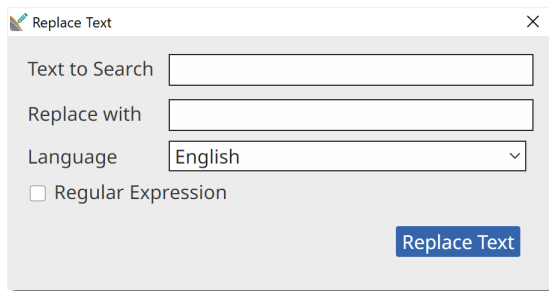 Replace Text
Text to Search
Replace with
Language English
Regular Expression
Replace Text